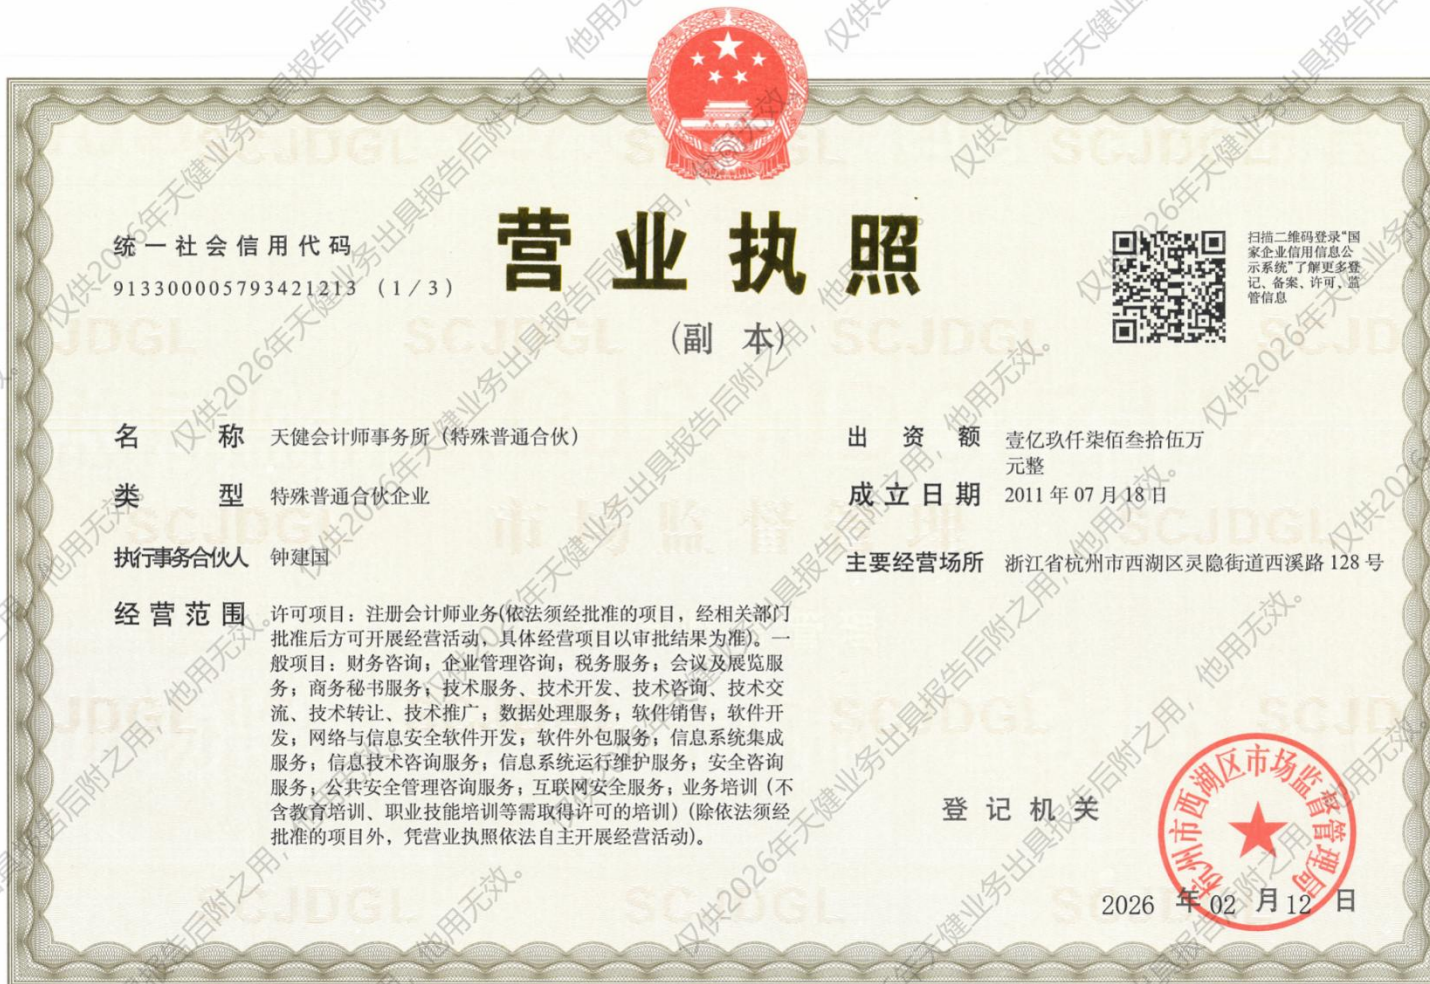 营业执照
(副 本)
统一社会信用代码
913300005793421213 (1/3)
扫描二维码登录“国
家企业信用信息公
示系统”了解更多登
记、备案、许可、监
管信息
名 称 天健会计师事务所（特殊普通合伙）
类 型 特殊普通合伙企业
执行事务合伙人 钟建国
经营范围 许可项目：注册会计师业务(依法须经批准的项目，经相关部门
批准后方可开展经营活动，具体经营项目以审批结果为准)。一
般项目：财务咨询；企业管理咨询；税务服务；会议及展览服
务；商务秘书服务；技术服务、技术开发、技术咨询、技术交
流、技术转让、技术推广；数据处理服务；软件销售；软件开
发；网络与信息安全软件开发；软件外包服务；信息系统集成
服务；信息技术咨询服务；信息系统运行维护服务；安全咨询
服务；公共安全管理咨询服务；互联网安全服务；业务培训（不
含教育培训、职业技能培训等需取得许可的培训）(除依法须经
批准的项目外，凭营业执照依法自主开展经营活动)。
出 资 额 壹亿玖仟柒佰叁拾伍万
元整
成立日期 2011年07月18日
主要经营场所 浙江省杭州市西湖区灵隐街道西溪路128号
登记机关
杭州市西湖区市场监督管理局
2026 年 02 月 12 日
仅供2026年天健业务出具报告后附之用，他用无效。
SCJDGL
市场监督管理